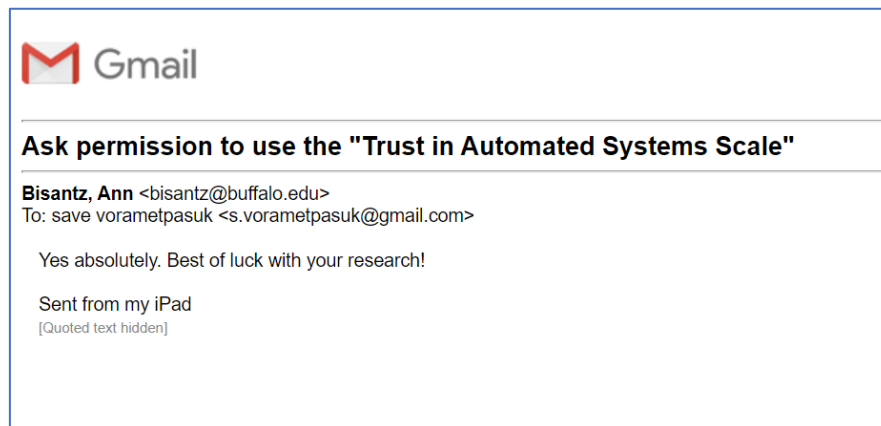 Gmail
Ask permission to use the "Trust in Automated Systems Scale"
Bisantz, Ann <bisantz@buffalo.edu>
To: save vorametpasuk <s.vorametpasuk@gmail.com>
Yes absolutely. Best of luck with your research!
Sent from my iPad
[Quoted text hidden]